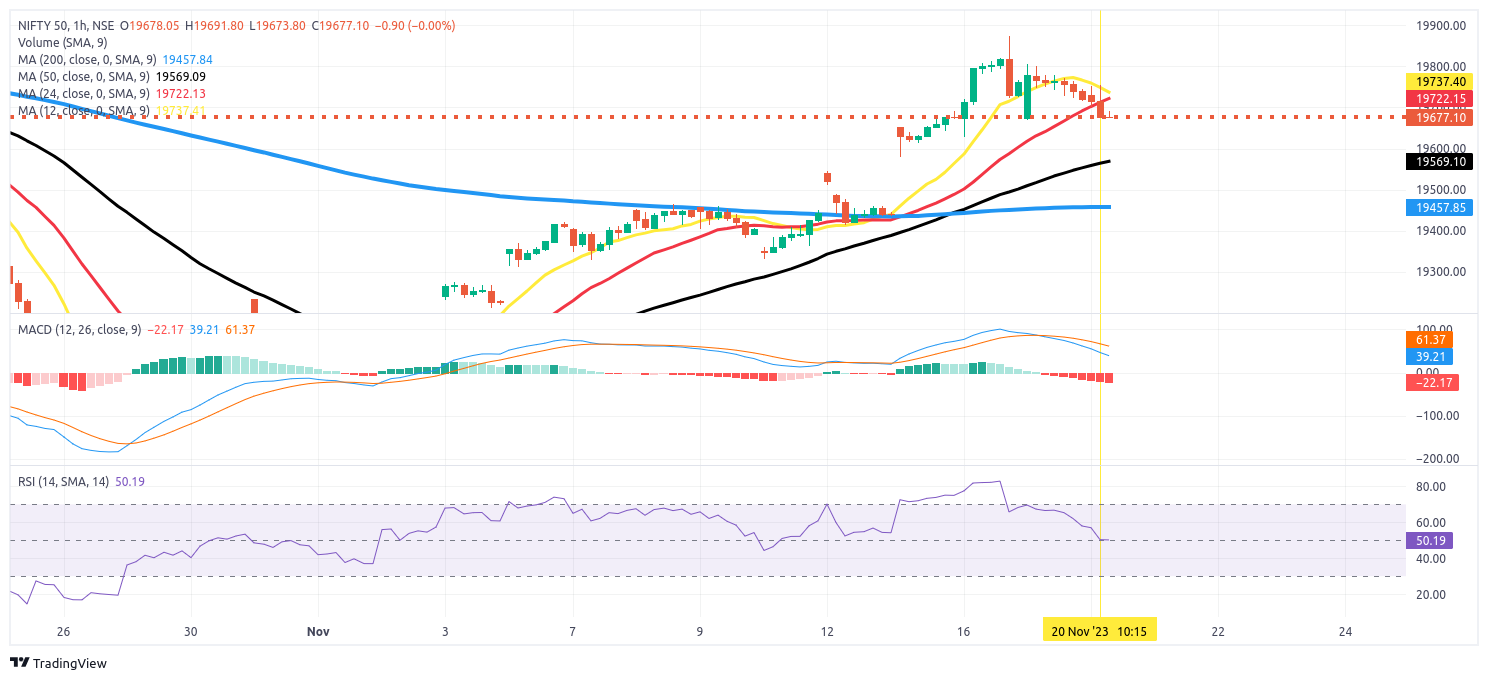 NIFTY 50, 1h, NSE O19678.05 H19691.80 L19673.80 C19677.10 −0.90 (−0.00%)
Volume (SMA, 9)
MA (200, close, 0, SMA, 9) 19457.84
MA (50, close, 0, SMA, 9) 19569.09
MA (24, close, 0, SMA, 9) 19722.13
MA (12, close, 0, SMA, 9) 19737.41
19900.00
19800.00
19737.40
19722.15
19677.10
19600.00
19569.10
19500.00
19457.85
19400.00
19300.00
MACD (12, 26, close, 9) −22.17 39.21 61.37
100.00
61.37
39.21
0.00
−22.17
−100.00
−200.00
RSI (14, SMA, 14) 50.19
80.00
60.00
50.19
40.00
20.00
26 30 Nov 3 7 9 12 16 20 Nov '23 10:15 22 24
TradingView